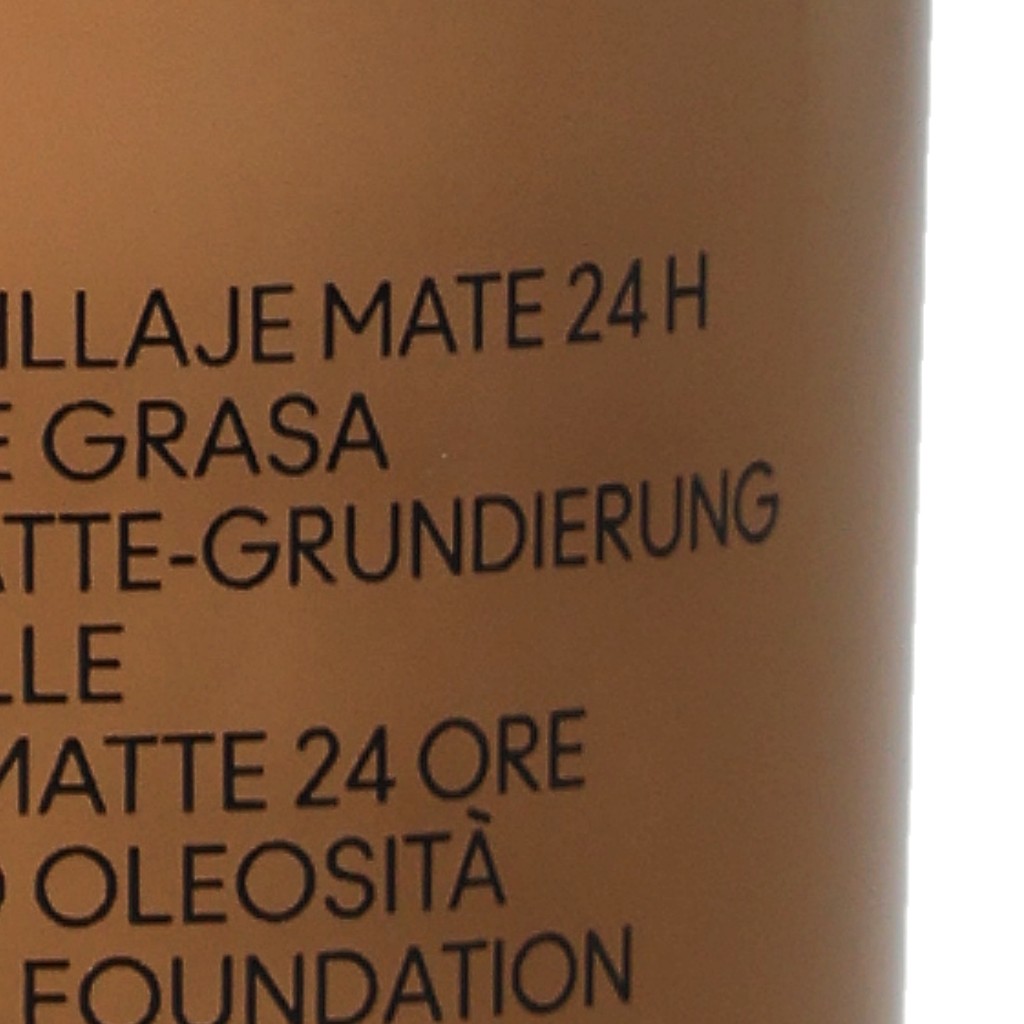 ILLAJE MATE 24 H
E GRASA
ATTE-GRUNDIERUNG
LLE
MATTE 24 ORE
OLEOSITÀ
FOUNDATION